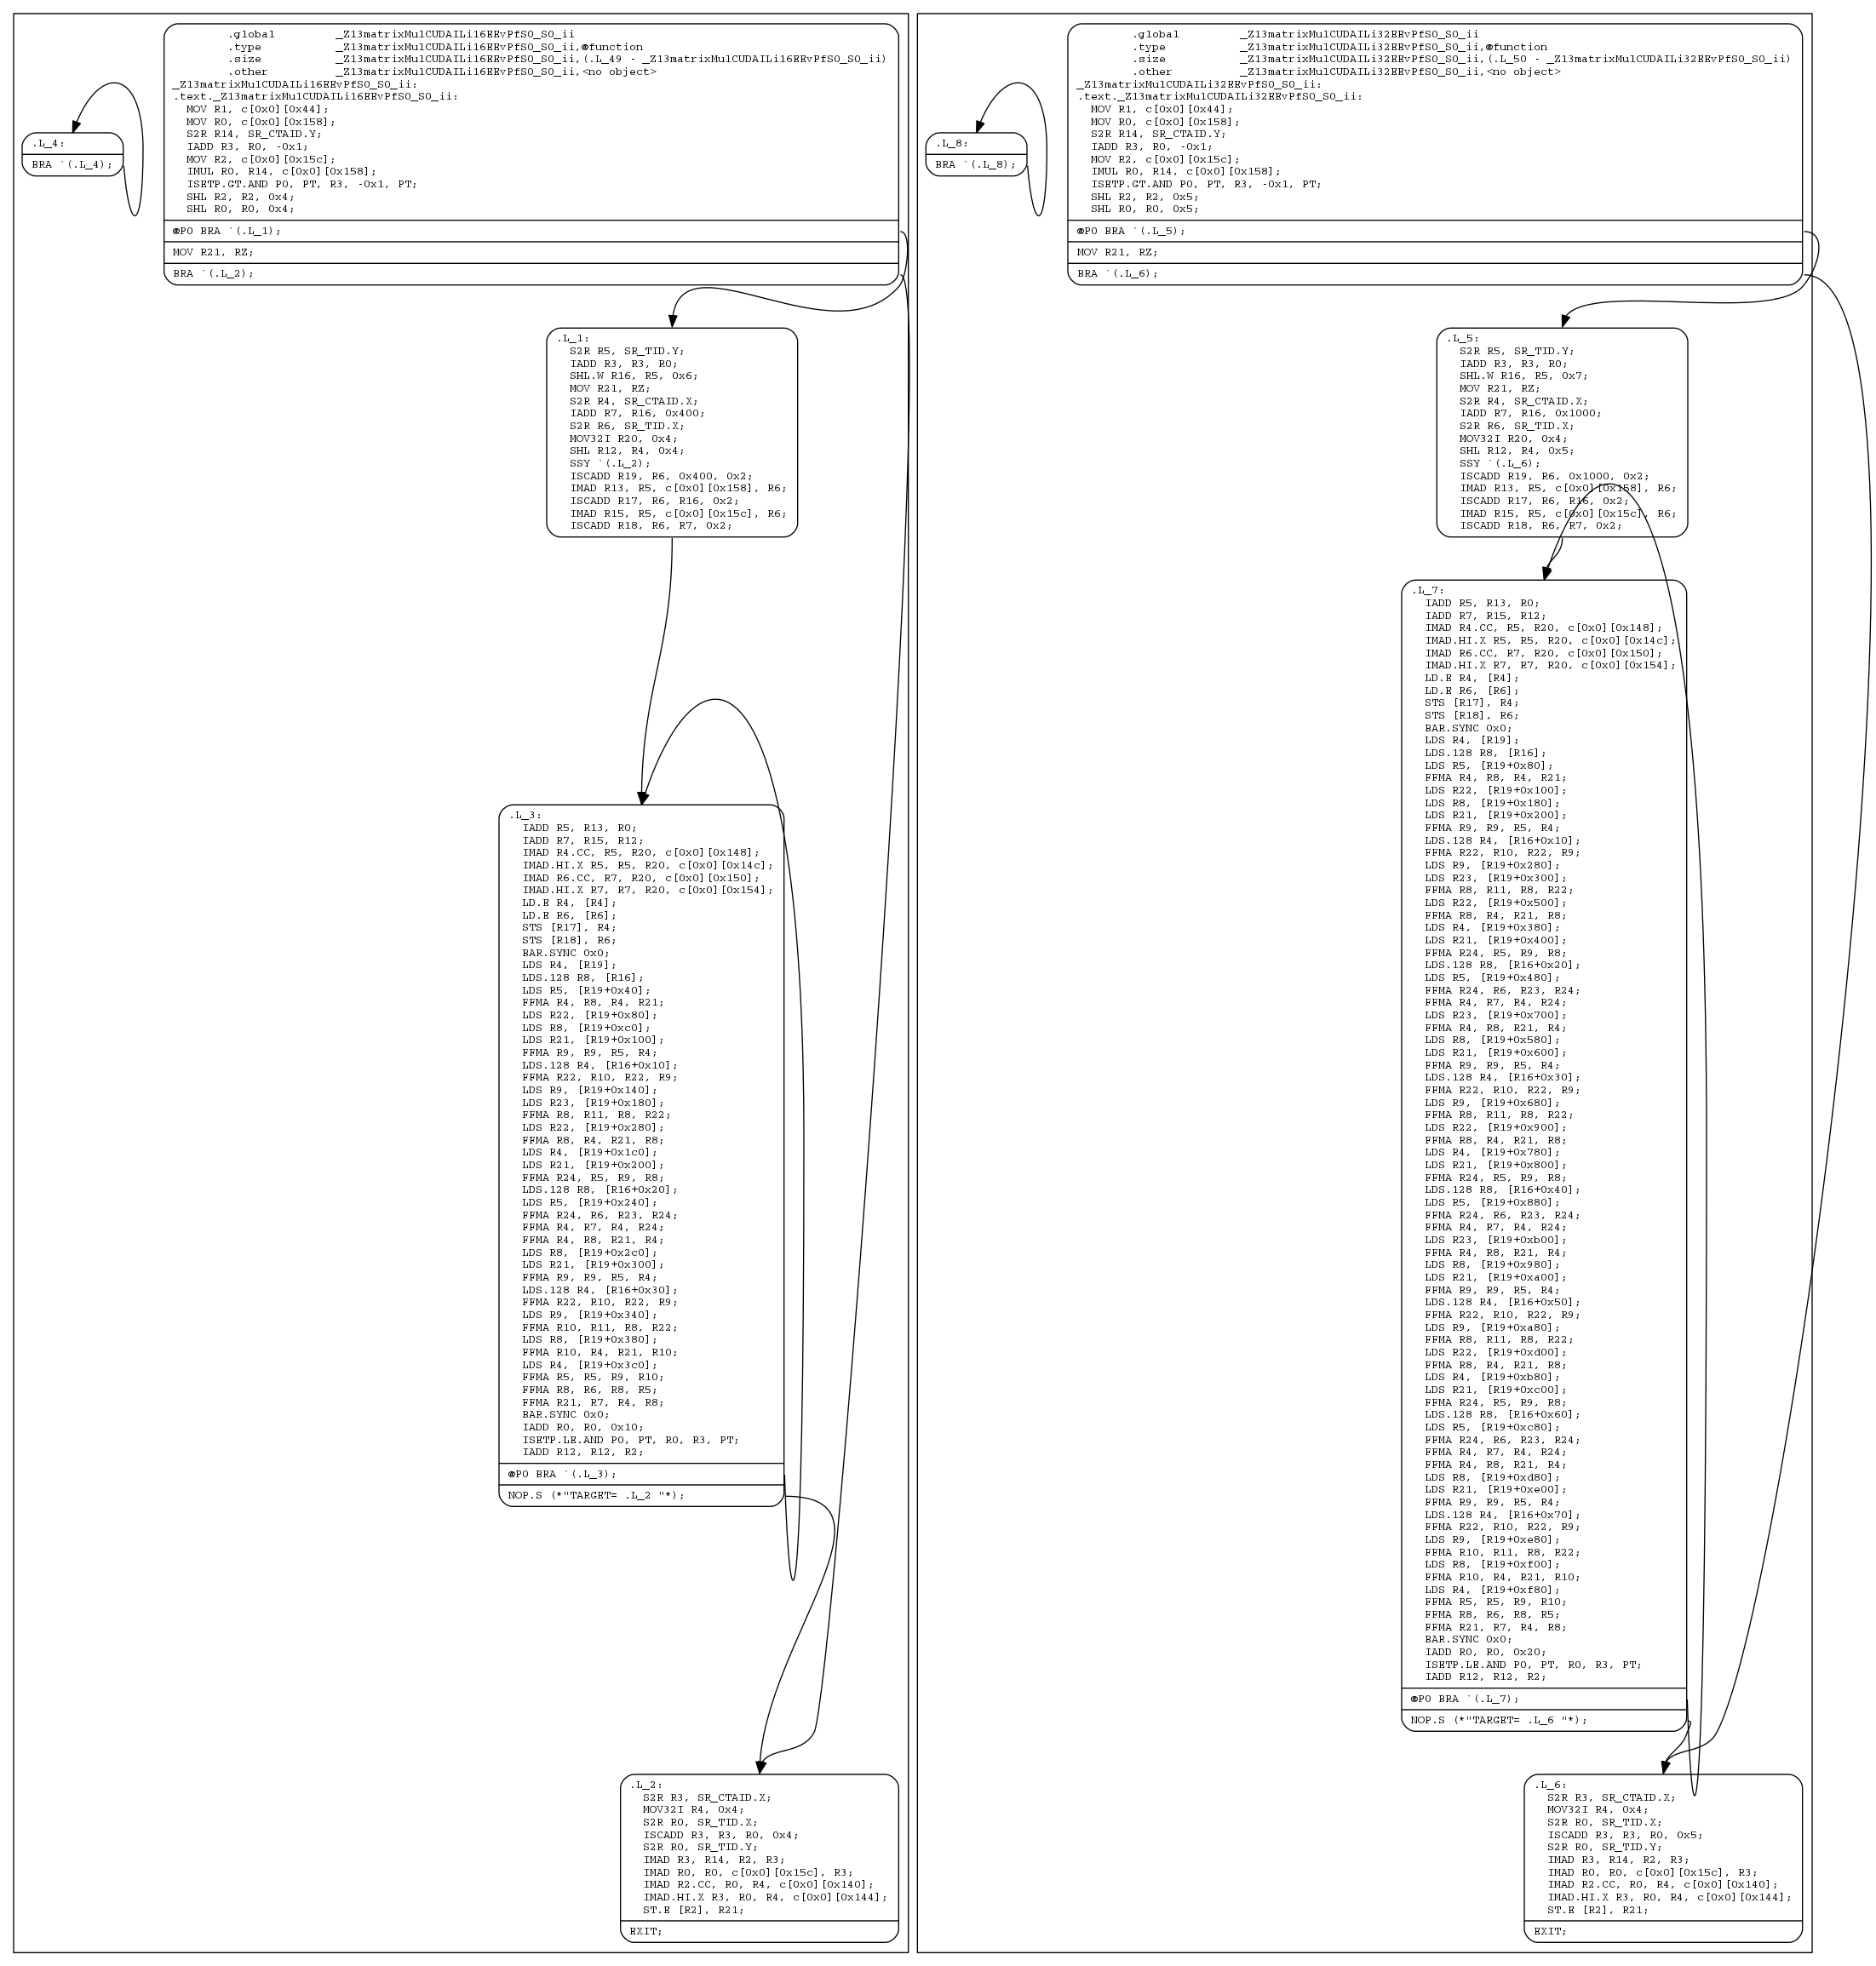 .global _Z13matrixMulCUDAILi16EEvPfS0_S0_ii
.type _Z13matrixMulCUDAILi16EEvPfS0_S0_ii,@function
.size _Z13matrixMulCUDAILi16EEvPfS0_S0_ii,(.L_49 - _Z13matrixMulCUDAILi16EEvPfS0_S0_ii)
.other _Z13matrixMulCUDAILi16EEvPfS0_S0_ii,<no object>
_Z13matrixMulCUDAILi16EEvPfS0_S0_ii:
.text._Z13matrixMulCUDAILi16EEvPfS0_S0_ii:
MOV R1, c[0x0][0x44];
MOV R0, c[0x0][0x158];
S2R R14, SR_CTAID.Y;
IADD R3, R0, -0x1;
MOV R2, c[0x0][0x15c];
IMUL R0, R14, c[0x0][0x158];
ISETP.GT.AND P0, PT, R3, -0x1, PT;
SHL R2, R2, 0x4;
SHL R0, R0, 0x4;
@P0 BRA `(.L_1);
MOV R21, RZ;
BRA `(.L_2);
.L_4:
BRA `(.L_4);
.L_1:
S2R R5, SR_TID.Y;
IADD R3, R3, R0;
SHL.W R16, R5, 0x6;
MOV R21, RZ;
S2R R4, SR_CTAID.X;
IADD R7, R16, 0x400;
S2R R6, SR_TID.X;
MOV32I R20, 0x4;
SHL R12, R4, 0x4;
SSY `(.L_2);
ISCADD R19, R6, 0x400, 0x2;
IMAD R13, R5, c[0x0][0x158], R6;
ISCADD R17, R6, R16, 0x2;
IMAD R15, R5, c[0x0][0x15c], R6;
ISCADD R18, R6, R7, 0x2;
.L_3:
IADD R5, R13, R0;
IADD R7, R15, R12;
IMAD R4.CC, R5, R20, c[0x0][0x148];
IMAD.HI.X R5, R5, R20, c[0x0][0x14c];
IMAD R6.CC, R7, R20, c[0x0][0x150];
IMAD.HI.X R7, R7, R20, c[0x0][0x154];
LD.E R4, [R4];
LD.E R6, [R6];
STS [R17], R4;
STS [R18], R6;
BAR.SYNC 0x0;
LDS R4, [R19];
LDS.128 R8, [R16];
LDS R5, [R19+0x40];
FFMA R4, R8, R4, R21;
LDS R22, [R19+0x80];
LDS R8, [R19+0xc0];
LDS R21, [R19+0x100];
FFMA R9, R9, R5, R4;
LDS.128 R4, [R16+0x10];
FFMA R22, R10, R22, R9;
LDS R9, [R19+0x140];
LDS R23, [R19+0x180];
FFMA R8, R11, R8, R22;
LDS R22, [R19+0x280];
FFMA R8, R4, R21, R8;
LDS R4, [R19+0x1c0];
LDS R21, [R19+0x200];
FFMA R24, R5, R9, R8;
LDS.128 R8, [R16+0x20];
LDS R5, [R19+0x240];
FFMA R24, R6, R23, R24;
FFMA R4, R7, R4, R24;
FFMA R4, R8, R21, R4;
LDS R8, [R19+0x2c0];
LDS R21, [R19+0x300];
FFMA R9, R9, R5, R4;
LDS.128 R4, [R16+0x30];
FFMA R22, R10, R22, R9;
LDS R9, [R19+0x340];
FFMA R10, R11, R8, R22;
LDS R8, [R19+0x380];
FFMA R10, R4, R21, R10;
LDS R4, [R19+0x3c0];
FFMA R5, R5, R9, R10;
FFMA R8, R6, R8, R5;
FFMA R21, R7, R4, R8;
BAR.SYNC 0x0;
IADD R0, R0, 0x10;
ISETP.LE.AND P0, PT, R0, R3, PT;
IADD R12, R12, R2;
@P0 BRA `(.L_3);
NOP.S (*"TARGET= .L_2 "*);
.L_2:
S2R R3, SR_CTAID.X;
MOV32I R4, 0x4;
S2R R0, SR_TID.X;
ISCADD R3, R3, R0, 0x4;
S2R R0, SR_TID.Y;
IMAD R3, R14, R2, R3;
IMAD R0, R0, c[0x0][0x15c], R3;
IMAD R2.CC, R0, R4, c[0x0][0x140];
IMAD.HI.X R3, R0, R4, c[0x0][0x144];
ST.E [R2], R21;
EXIT;
.global _Z13matrixMulCUDAILi32EEvPfS0_S0_ii
.type _Z13matrixMulCUDAILi32EEvPfS0_S0_ii,@function
.size _Z13matrixMulCUDAILi32EEvPfS0_S0_ii,(.L_50 - _Z13matrixMulCUDAILi32EEvPfS0_S0_ii)
.other _Z13matrixMulCUDAILi32EEvPfS0_S0_ii,<no object>
_Z13matrixMulCUDAILi32EEvPfS0_S0_ii:
.text._Z13matrixMulCUDAILi32EEvPfS0_S0_ii:
MOV R1, c[0x0][0x44];
MOV R0, c[0x0][0x158];
S2R R14, SR_CTAID.Y;
IADD R3, R0, -0x1;
MOV R2, c[0x0][0x15c];
IMUL R0, R14, c[0x0][0x158];
ISETP.GT.AND P0, PT, R3, -0x1, PT;
SHL R2, R2, 0x5;
SHL R0, R0, 0x5;
@P0 BRA `(.L_5);
MOV R21, RZ;
BRA `(.L_6);
.L_8:
BRA `(.L_8);
.L_5:
S2R R5, SR_TID.Y;
IADD R3, R3, R0;
SHL.W R16, R5, 0x7;
MOV R21, RZ;
S2R R4, SR_CTAID.X;
IADD R7, R16, 0x1000;
S2R R6, SR_TID.X;
MOV32I R20, 0x4;
SHL R12, R4, 0x5;
SSY `(.L_6);
ISCADD R19, R6, 0x1000, 0x2;
IMAD R13, R5, c[0x0][0x158], R6;
ISCADD R17, R6, R16, 0x2;
IMAD R15, R5, c[0x0][0x15c], R6;
ISCADD R18, R6, R7, 0x2;
.L_7:
IADD R5, R13, R0;
IADD R7, R15, R12;
IMAD R4.CC, R5, R20, c[0x0][0x148];
IMAD.HI.X R5, R5, R20, c[0x0][0x14c];
IMAD R6.CC, R7, R20, c[0x0][0x150];
IMAD.HI.X R7, R7, R20, c[0x0][0x154];
LD.E R4, [R4];
LD.E R6, [R6];
STS [R17], R4;
STS [R18], R6;
BAR.SYNC 0x0;
LDS R4, [R19];
LDS.128 R8, [R16];
LDS R5, [R19+0x80];
FFMA R4, R8, R4, R21;
LDS R22, [R19+0x100];
LDS R8, [R19+0x180];
LDS R21, [R19+0x200];
FFMA R9, R9, R5, R4;
LDS.128 R4, [R16+0x10];
FFMA R22, R10, R22, R9;
LDS R9, [R19+0x280];
LDS R23, [R19+0x300];
FFMA R8, R11, R8, R22;
LDS R22, [R19+0x500];
FFMA R8, R4, R21, R8;
LDS R4, [R19+0x380];
LDS R21, [R19+0x400];
FFMA R24, R5, R9, R8;
LDS.128 R8, [R16+0x20];
LDS R5, [R19+0x480];
FFMA R24, R6, R23, R24;
FFMA R4, R7, R4, R24;
LDS R23, [R19+0x700];
FFMA R4, R8, R21, R4;
LDS R8, [R19+0x580];
LDS R21, [R19+0x600];
FFMA R9, R9, R5, R4;
LDS.128 R4, [R16+0x30];
FFMA R22, R10, R22, R9;
LDS R9, [R19+0x680];
FFMA R8, R11, R8, R22;
LDS R22, [R19+0x900];
FFMA R8, R4, R21, R8;
LDS R4, [R19+0x780];
LDS R21, [R19+0x800];
FFMA R24, R5, R9, R8;
LDS.128 R8, [R16+0x40];
LDS R5, [R19+0x880];
FFMA R24, R6, R23, R24;
FFMA R4, R7, R4, R24;
LDS R23, [R19+0xb00];
FFMA R4, R8, R21, R4;
LDS R8, [R19+0x980];
LDS R21, [R19+0xa00];
FFMA R9, R9, R5, R4;
LDS.128 R4, [R16+0x50];
FFMA R22, R10, R22, R9;
LDS R9, [R19+0xa80];
FFMA R8, R11, R8, R22;
LDS R22, [R19+0xd00];
FFMA R8, R4, R21, R8;
LDS R4, [R19+0xb80];
LDS R21, [R19+0xc00];
FFMA R24, R5, R9, R8;
LDS.128 R8, [R16+0x60];
LDS R5, [R19+0xc80];
FFMA R24, R6, R23, R24;
FFMA R4, R7, R4, R24;
FFMA R4, R8, R21, R4;
LDS R8, [R19+0xd80];
LDS R21, [R19+0xe00];
FFMA R9, R9, R5, R4;
LDS.128 R4, [R16+0x70];
FFMA R22, R10, R22, R9;
LDS R9, [R19+0xe80];
FFMA R10, R11, R8, R22;
LDS R8, [R19+0xf00];
FFMA R10, R4, R21, R10;
LDS R4, [R19+0xf80];
FFMA R5, R5, R9, R10;
FFMA R8, R6, R8, R5;
FFMA R21, R7, R4, R8;
BAR.SYNC 0x0;
IADD R0, R0, 0x20;
ISETP.LE.AND P0, PT, R0, R3, PT;
IADD R12, R12, R2;
@P0 BRA `(.L_7);
NOP.S (*"TARGET= .L_6 "*);
.L_6:
S2R R3, SR_CTAID.X;
MOV32I R4, 0x4;
S2R R0, SR_TID.X;
ISCADD R3, R3, R0, 0x5;
S2R R0, SR_TID.Y;
IMAD R3, R14, R2, R3;
IMAD R0, R0, c[0x0][0x15c], R3;
IMAD R2.CC, R0, R4, c[0x0][0x140];
IMAD.HI.X R3, R0, R4, c[0x0][0x144];
ST.E [R2], R21;
EXIT;